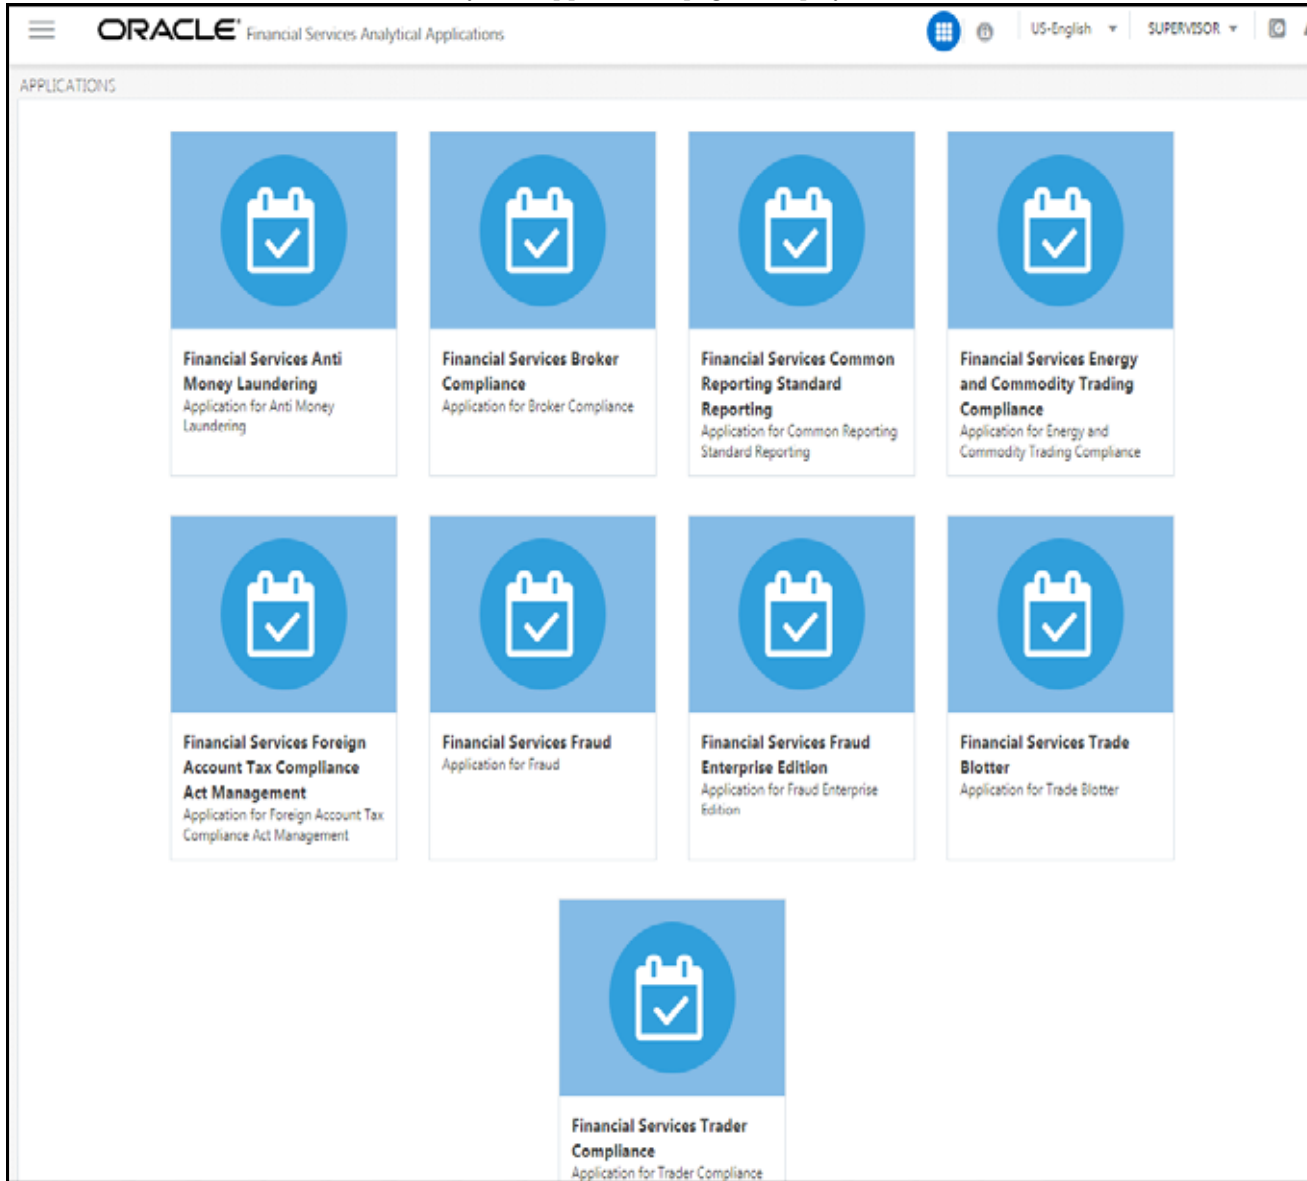 ORACLE® Financial Services Analytical Applications
US-English
SUPERVISOR
APPLICATIONS
Financial Services Anti
Money Laundering
Application for Anti Money
Laundering
Financial Services Broker
Compliance
Application for Broker Compliance
Financial Services Common
Reporting Standard
Reporting
Application for Common Reporting
Standard Reporting
Financial Services Energy
and Commodity Trading
Compliance
Application for Energy and
Commodity Trading Compliance
Financial Services Foreign
Account Tax Compliance
Act Management
Application for Foreign Account Tax
Compliance Act Management
Financial Services Fraud
Application for Fraud
Financial Services Fraud
Enterprise Edition
Application for Fraud Enterprise
Edition
Financial Services Trade
Blotter
Application for Trade Blotter
Financial Services Trader
Compliance
Application for Trader Compliance